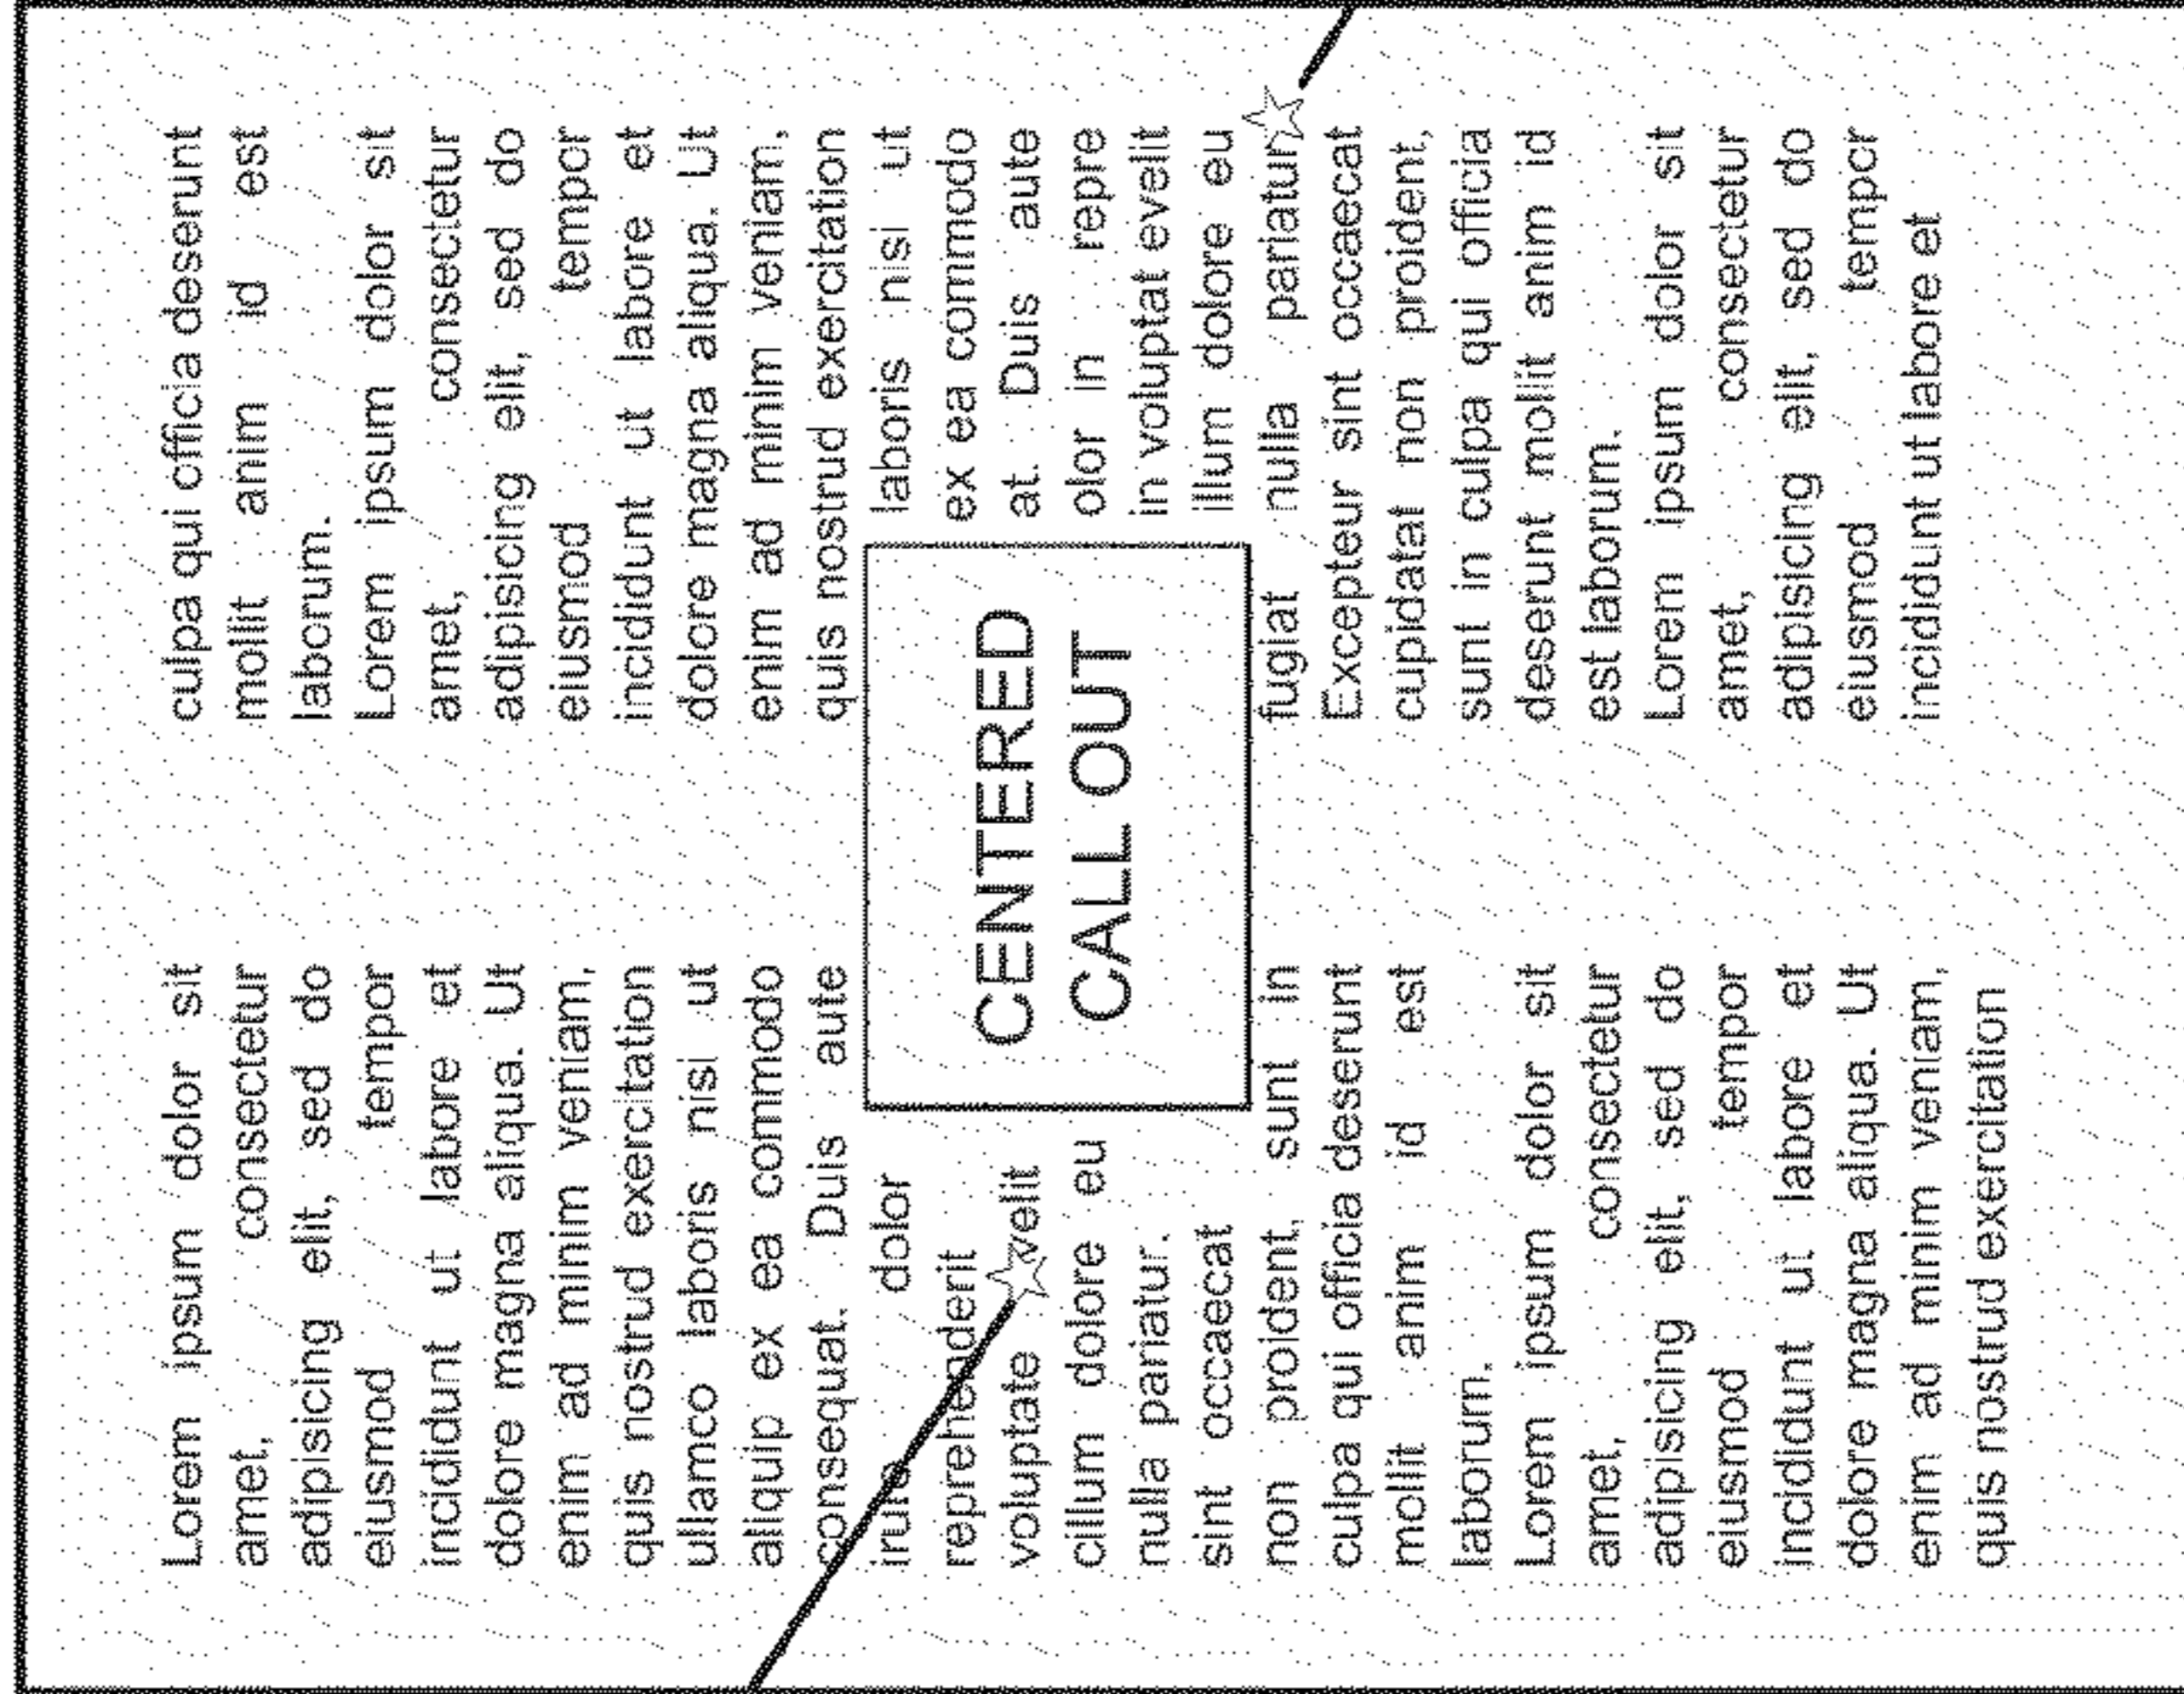 Lorem ipsum dolor sit
amet, consectetur
adipisicing elit, sed do
eiusmod tempor
incididunt ut labore et
dolore magna aliqua. Ut
enim ad minim veniam,
quis nostrud exercitation
ullamco laboris nisi ut
aliquip ex ea commodo
consequat. Duis aute
irure dolor
reprehenderit
voluptate velit
cillum dolore eu
nulla pariatur.
sint occaecat
non proident, sunt in
culpa qui officia deserunt
mollit anim id est
laborum.
Lorem ipsum dolor sit
amet, consectetur
adipisicing elit, sed do
eiusmod tempor
incididunt ut labore et
dolore magna aliqua. Ut
enim ad minim veniam,
quis nostrud exercitation
CENTERED
CALL OUT
culpa qui officia deserunt
mollit anim id est
laborum.
Lorem ipsum dolor sit
amet, consectetur
adipisicing elit, sed do
eiusmod tempor
incididunt ut labore et
dolore magna aliqua. Ut
enim ad minim veniam,
quis nostrud exercitation
laboris nisi ut
ex ea commodo
at. Duis aute
olor in repre
in voluptat evelit
illum dolore eu
fugiat nulla pariatur
Excepteur sint occaecat
cupidatat non proident,
sunt in culpa qui officia
deserunt mollit anim id
est laborum.
Lorem ipsum dolor sit
amet, consectetur
adipisicing elit, sed do
eiusmod tempor
incididunt ut labore et